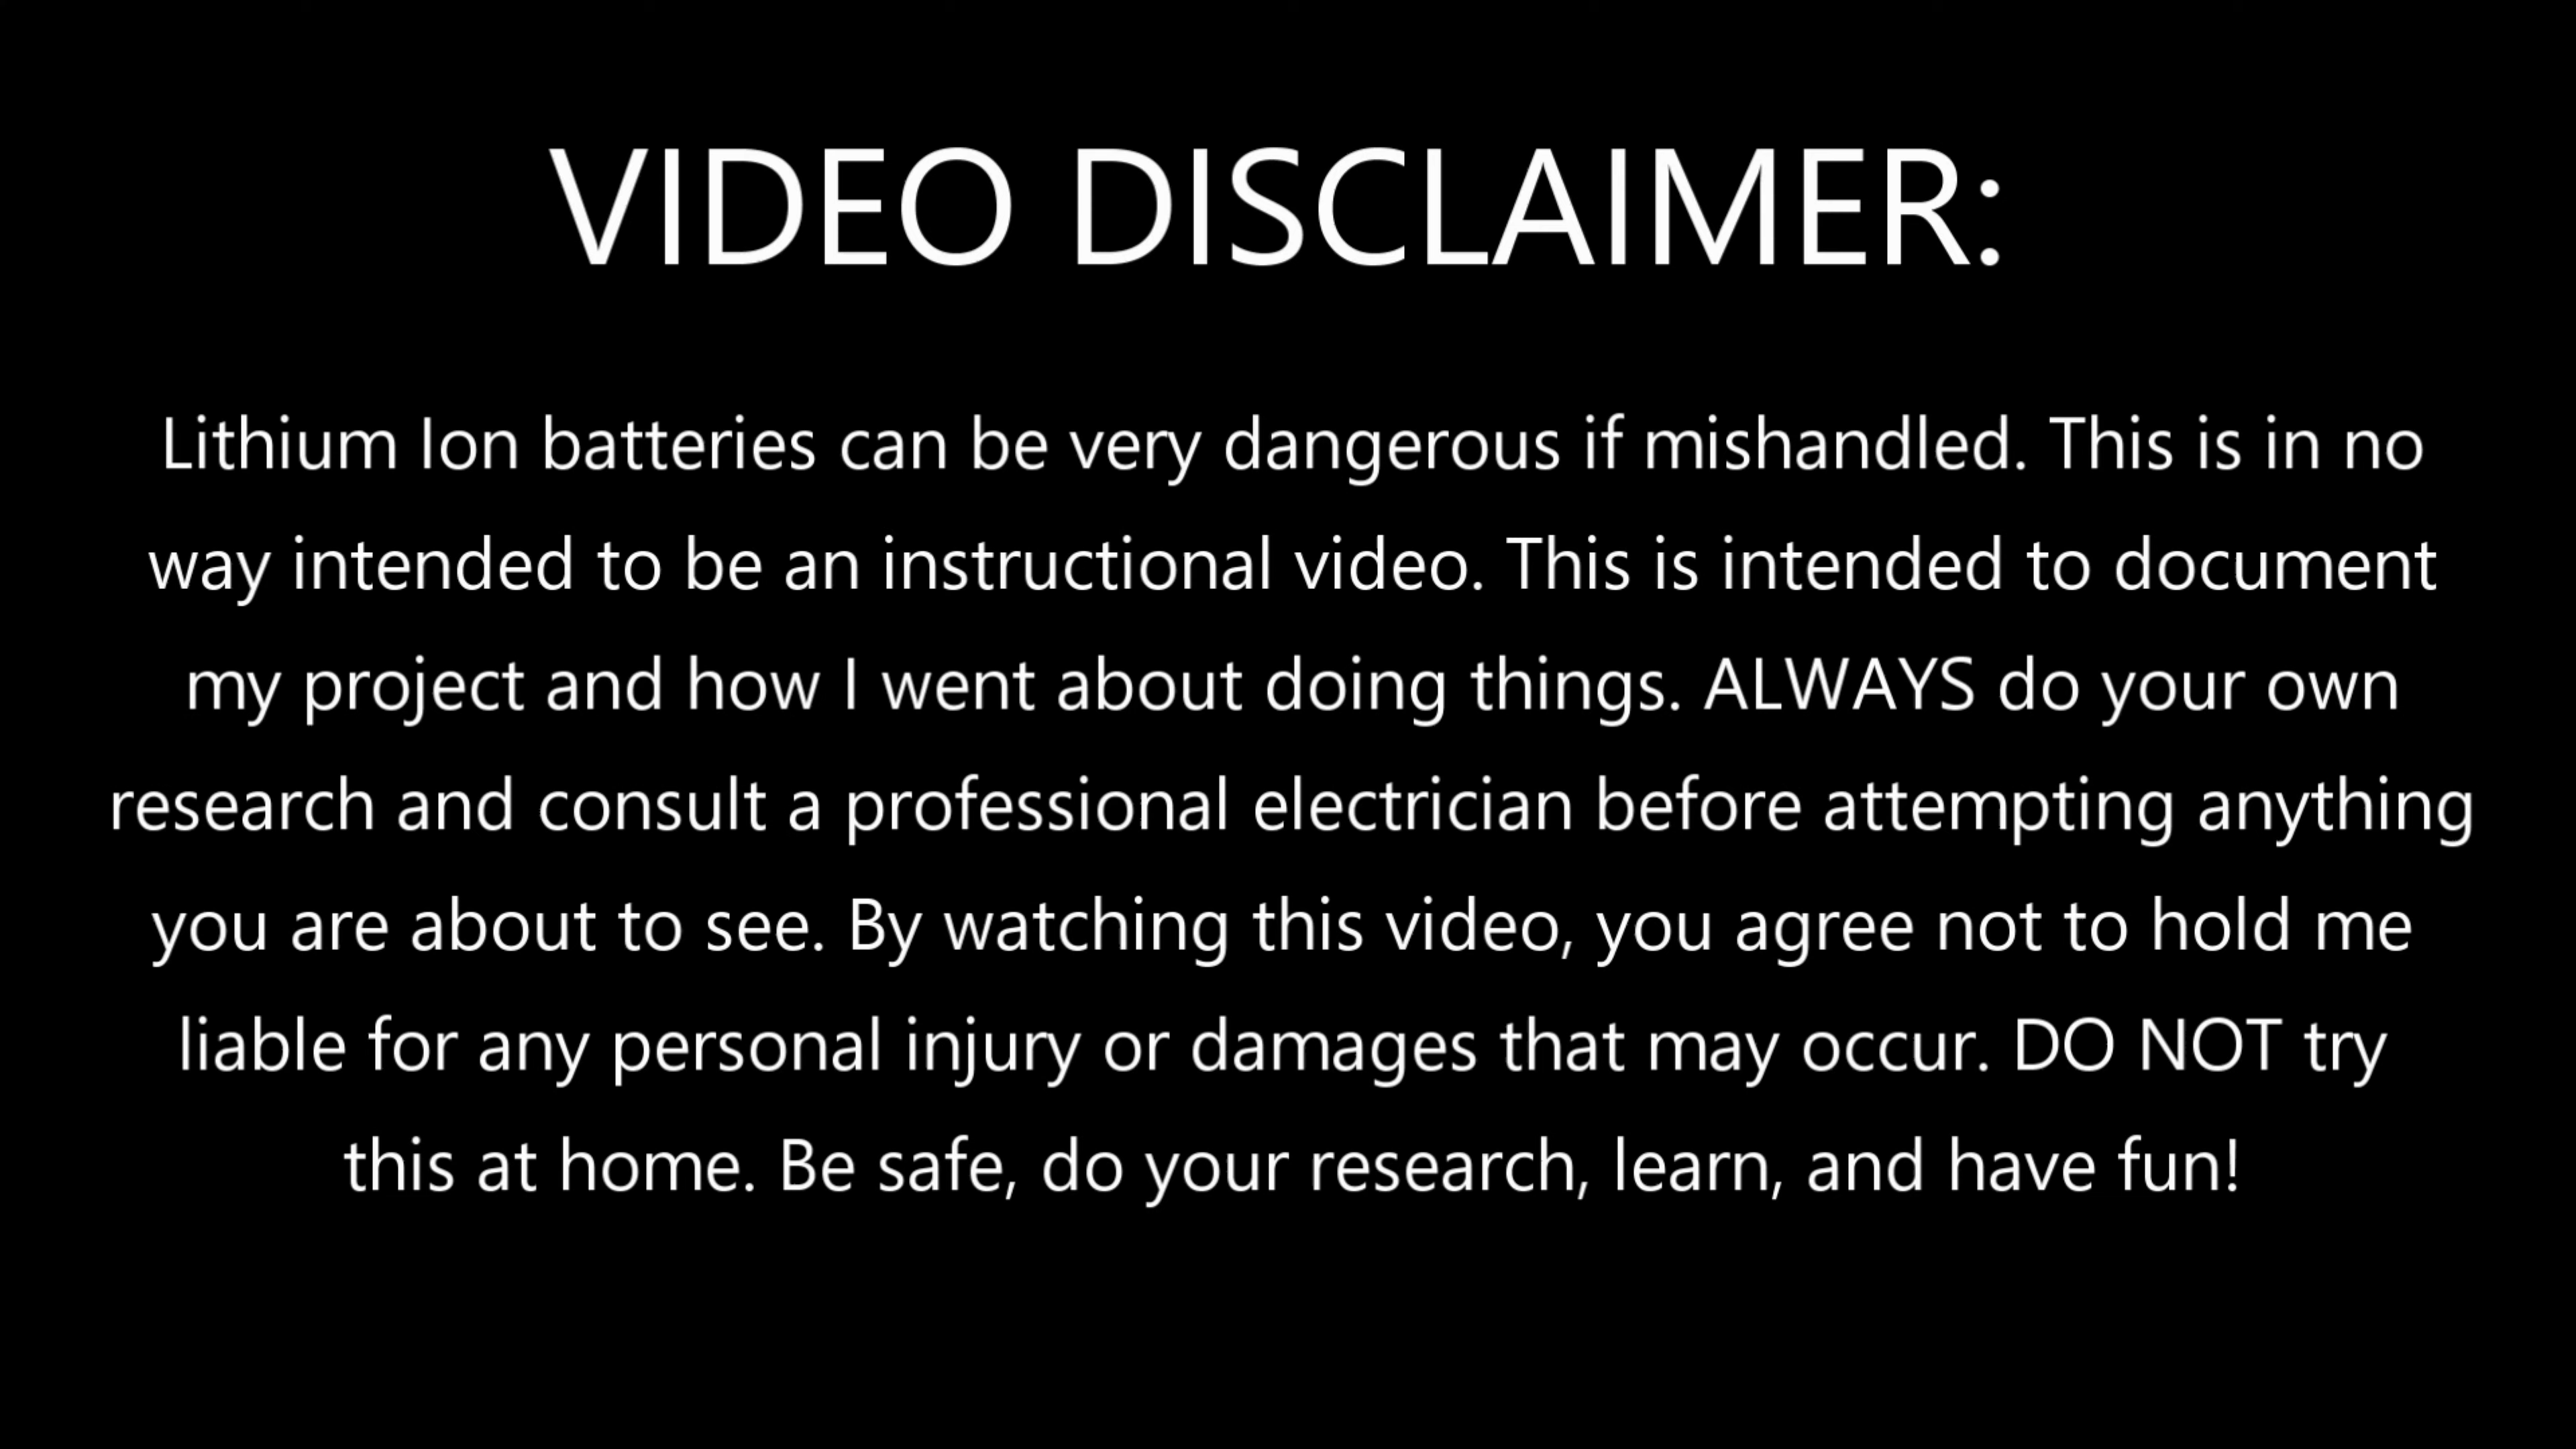 VIDEO DISCLAIMER:
Lithium Ion batteries can be very dangerous if mishandled. This is in no
way intended to be an instructional video. This is intended to document
my project and how I went about doing things. ALWAYS do your own
research and consult a professional electrician before attempting anything
you are about to see. By watching this video, you agree not to hold me
liable for any personal injury or damages that may occur. DO NOT try
this at home. Be safe, do your research, learn, and have fun!